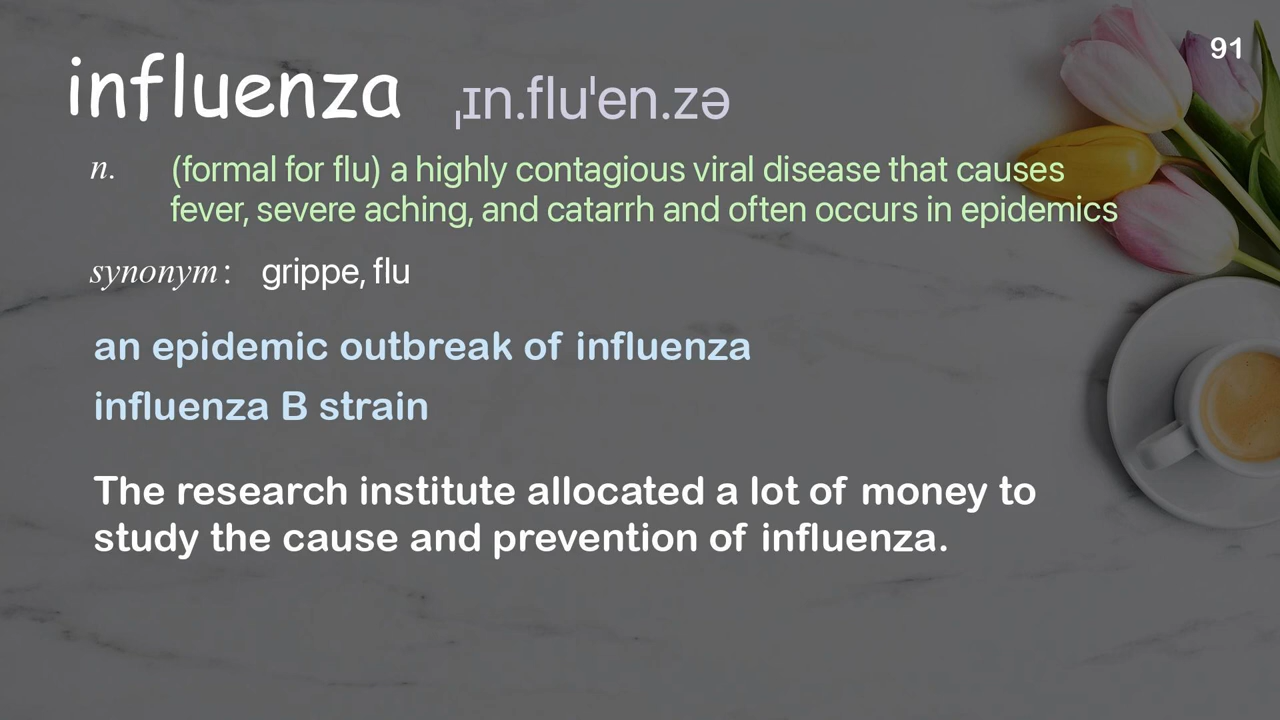 91
influenza ˌɪn.fluˈen.zə
n. (formal for flu) a highly contagious viral disease that causes
fever, severe aching, and catarrh and often occurs in epidemics
synonym: grippe, flu
an epidemic outbreak of influenza
influenza B strain
The research institute allocated a lot of money to
study the cause and prevention of influenza.